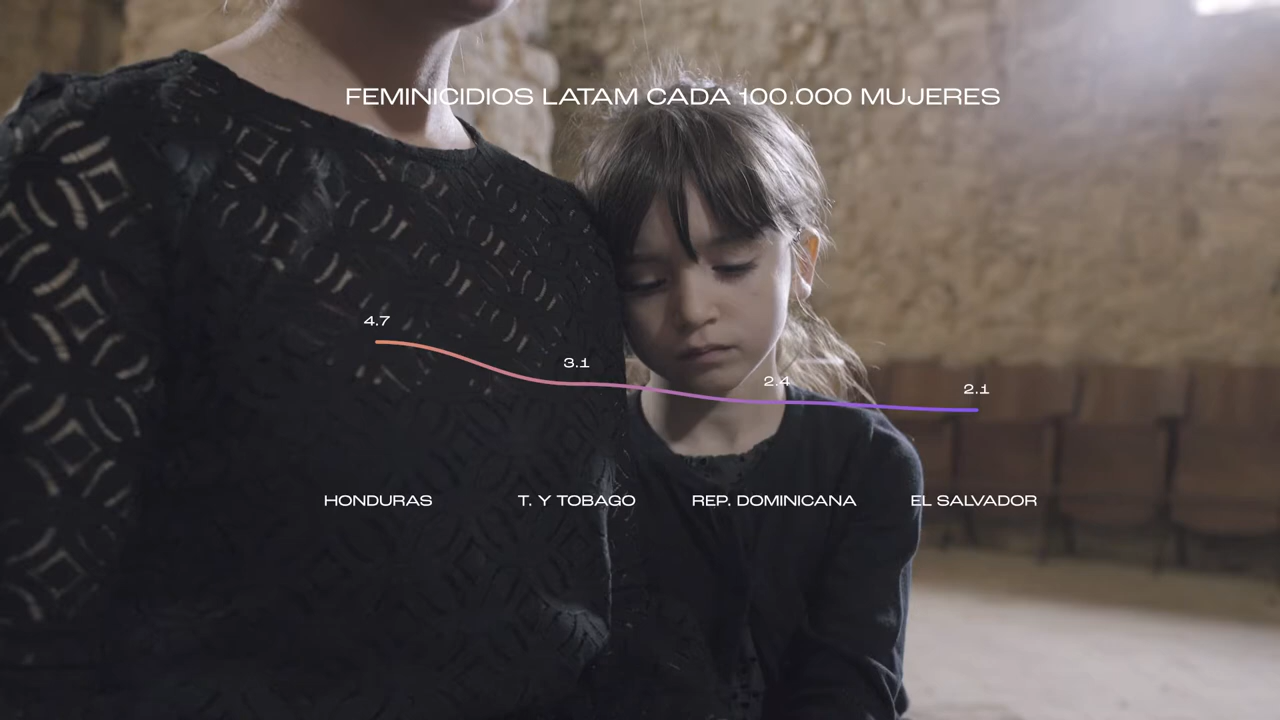 FEMINICIDIOS LATAM CADA 100.000 MUJERES
4.7
3.1
2.4
2.1
HONDURAS
T. Y TOBAGO
REP. DOMINICANA
EL SALVADOR